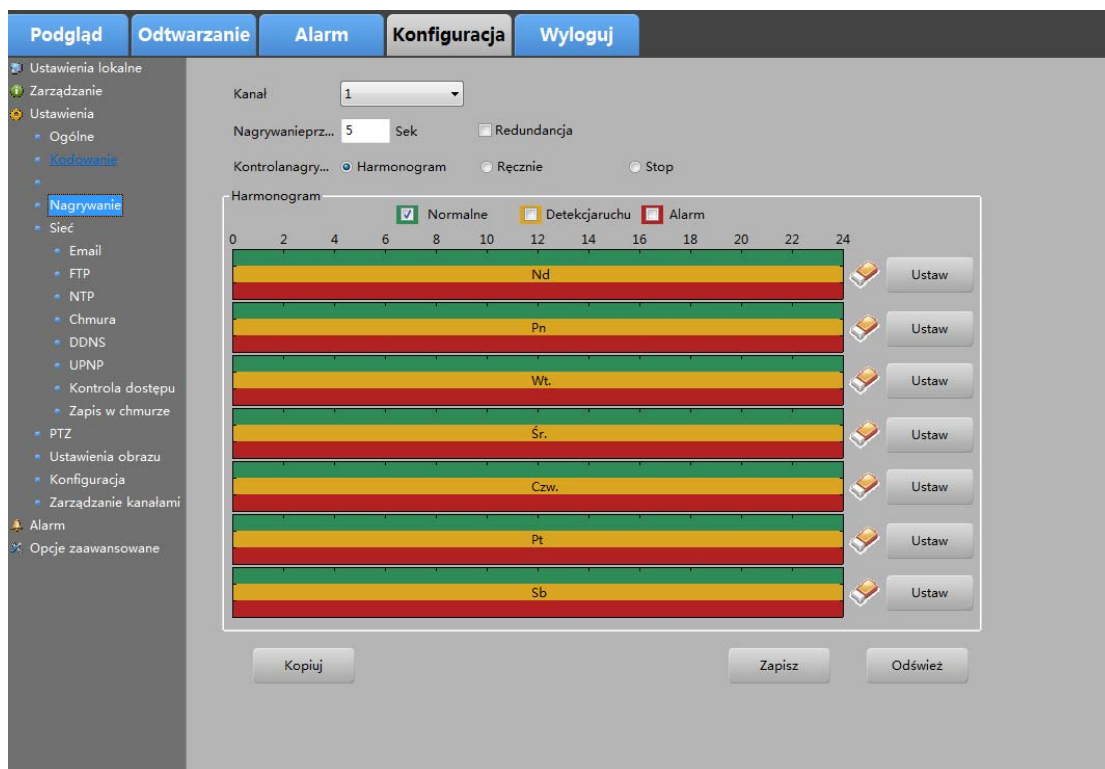 Podgląd Odtwarzanie Alarm Konfiguracja Wyloguj
Ustawienia lokalne
Zarządzanie
Ustawienia
Ogólne
Kodowanie
Nagrywanie
Sieć
Email
FTP
NTP
Chmura
DDNS
UPNP
Kontrola dostępu
Zapis w chmurze
PTZ
Ustawienia obrazu
Konfiguracja
Zarządzanie kanałami
Alarm
Opcje zaawansowane
Kanał 1
Nagrywanieprz... 5 Sek Redundancja
Kontrolanagry... Harmonogram Ręcznie Stop
Harmonogram
Normalne Detekcjaruchu Alarm
0 2 4 6 8 10 12 14 16 18 20 22 24
Nd Ustaw
Pn Ustaw
Wt. Ustaw
Śr. Ustaw
Czw. Ustaw
Pt Ustaw
Sb Ustaw
Kopiuj Zapisz Odśwież